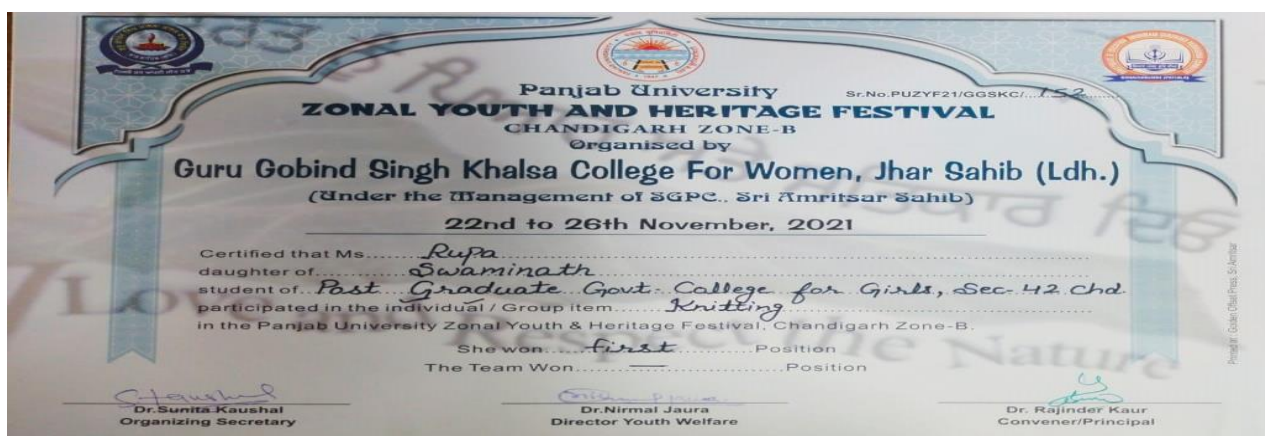 Panjab University
Sr.No.PUZYF21/GGSKC/...152......
ZONAL YOUTH AND HERITAGE FESTIVAL
CHANDIGARH ZONE-B
Organised by
Guru Gobind Singh Khalsa College For Women, Jhar Sahib (Ldh.)
(Under the Management of SGPC.. Sri Amritsar Sahib)
22nd to 26th November, 2021
Certified that Ms...... Rupa
daughter of............ Swaminath
student of.. Post Graduate Govt. College for Girls, Sec-42 Chd.
participated in the individual / Group item...... Knitting
in the Panjab University Zonal Youth & Heritage Festival, Chandigarh Zone-B.
She won...... first ............Position
The Team Won............ — ............Position
Dr.Sunita Kaushal
Organizing Secretary
Dr.Nirmal Jaura
Director Youth Welfare
Dr. Rajinder Kaur
Convener/Principal
Love
Respect the Nature
ਸਤਿਕਾਰ ਦਿਓ